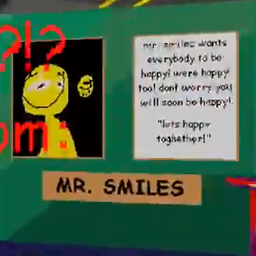 ?!?
om:
mr. smiles wants
everybody to be
happy! were happy
too! dont worry you
will soon be happy!
"lets happy
toghether!"
MR. SMILES